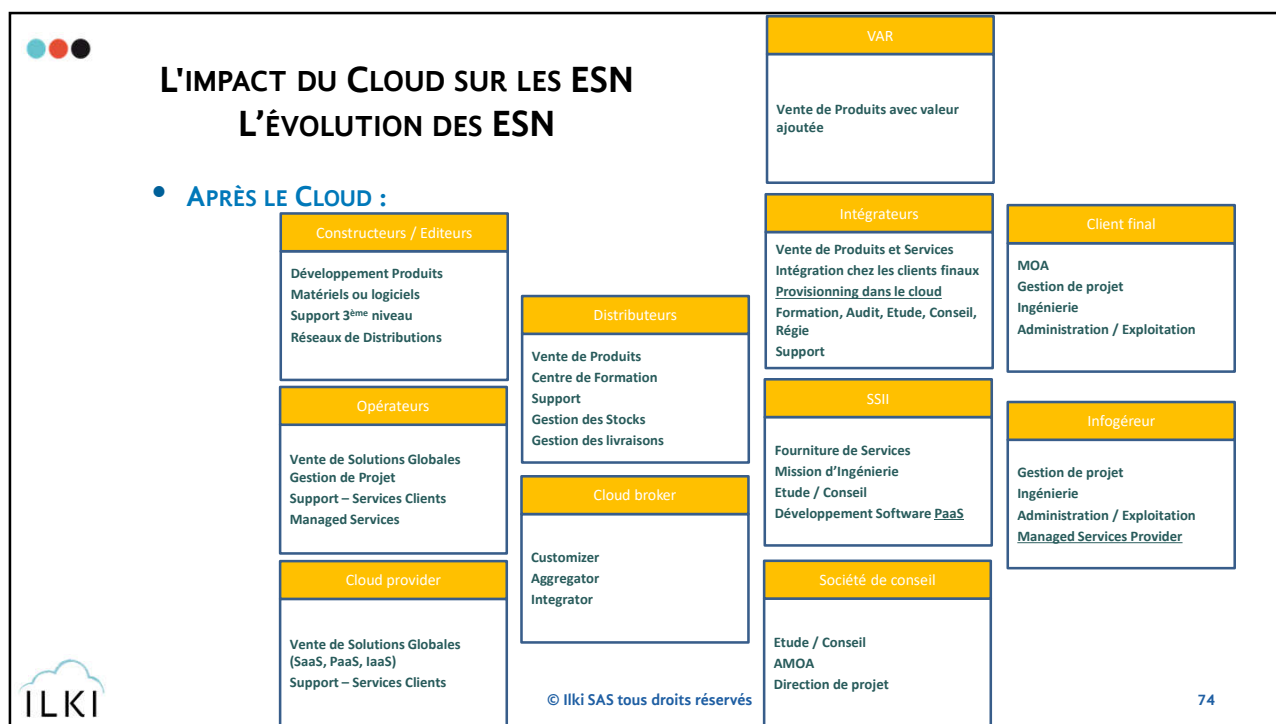 L'impact du Cloud sur les ESN
L'évolution des ESN
• Après le Cloud :
Constructeurs / Editeurs
Développement Produits
Matériels ou logiciels
Support 3ème niveau
Réseaux de Distributions
Opérateurs
Vente de Solutions Globales
Gestion de Projet
Support – Services Clients
Managed Services
Cloud provider
Vente de Solutions Globales
(SaaS, PaaS, IaaS)
Support – Services Clients
Distributeurs
Vente de Produits
Centre de Formation
Support
Gestion des Stocks
Gestion des livraisons
Cloud broker
Customizer
Aggregator
Integrator
VAR
Vente de Produits avec valeur
ajoutée
Intégrateurs
Vente de Produits et Services
Intégration chez les clients finaux
Provisionning dans le cloud
Formation, Audit, Etude, Conseil,
Régie
Support
SSII
Fourniture de Services
Mission d'Ingénierie
Etude / Conseil
Développement Software PaaS
Société de conseil
Etude / Conseil
AMOA
Direction de projet
Client final
MOA
Gestion de projet
Ingénierie
Administration / Exploitation
Infogéreur
Gestion de projet
Ingénierie
Administration / Exploitation
Managed Services Provider
ILKI
© Ilki SAS tous droits réservés
74